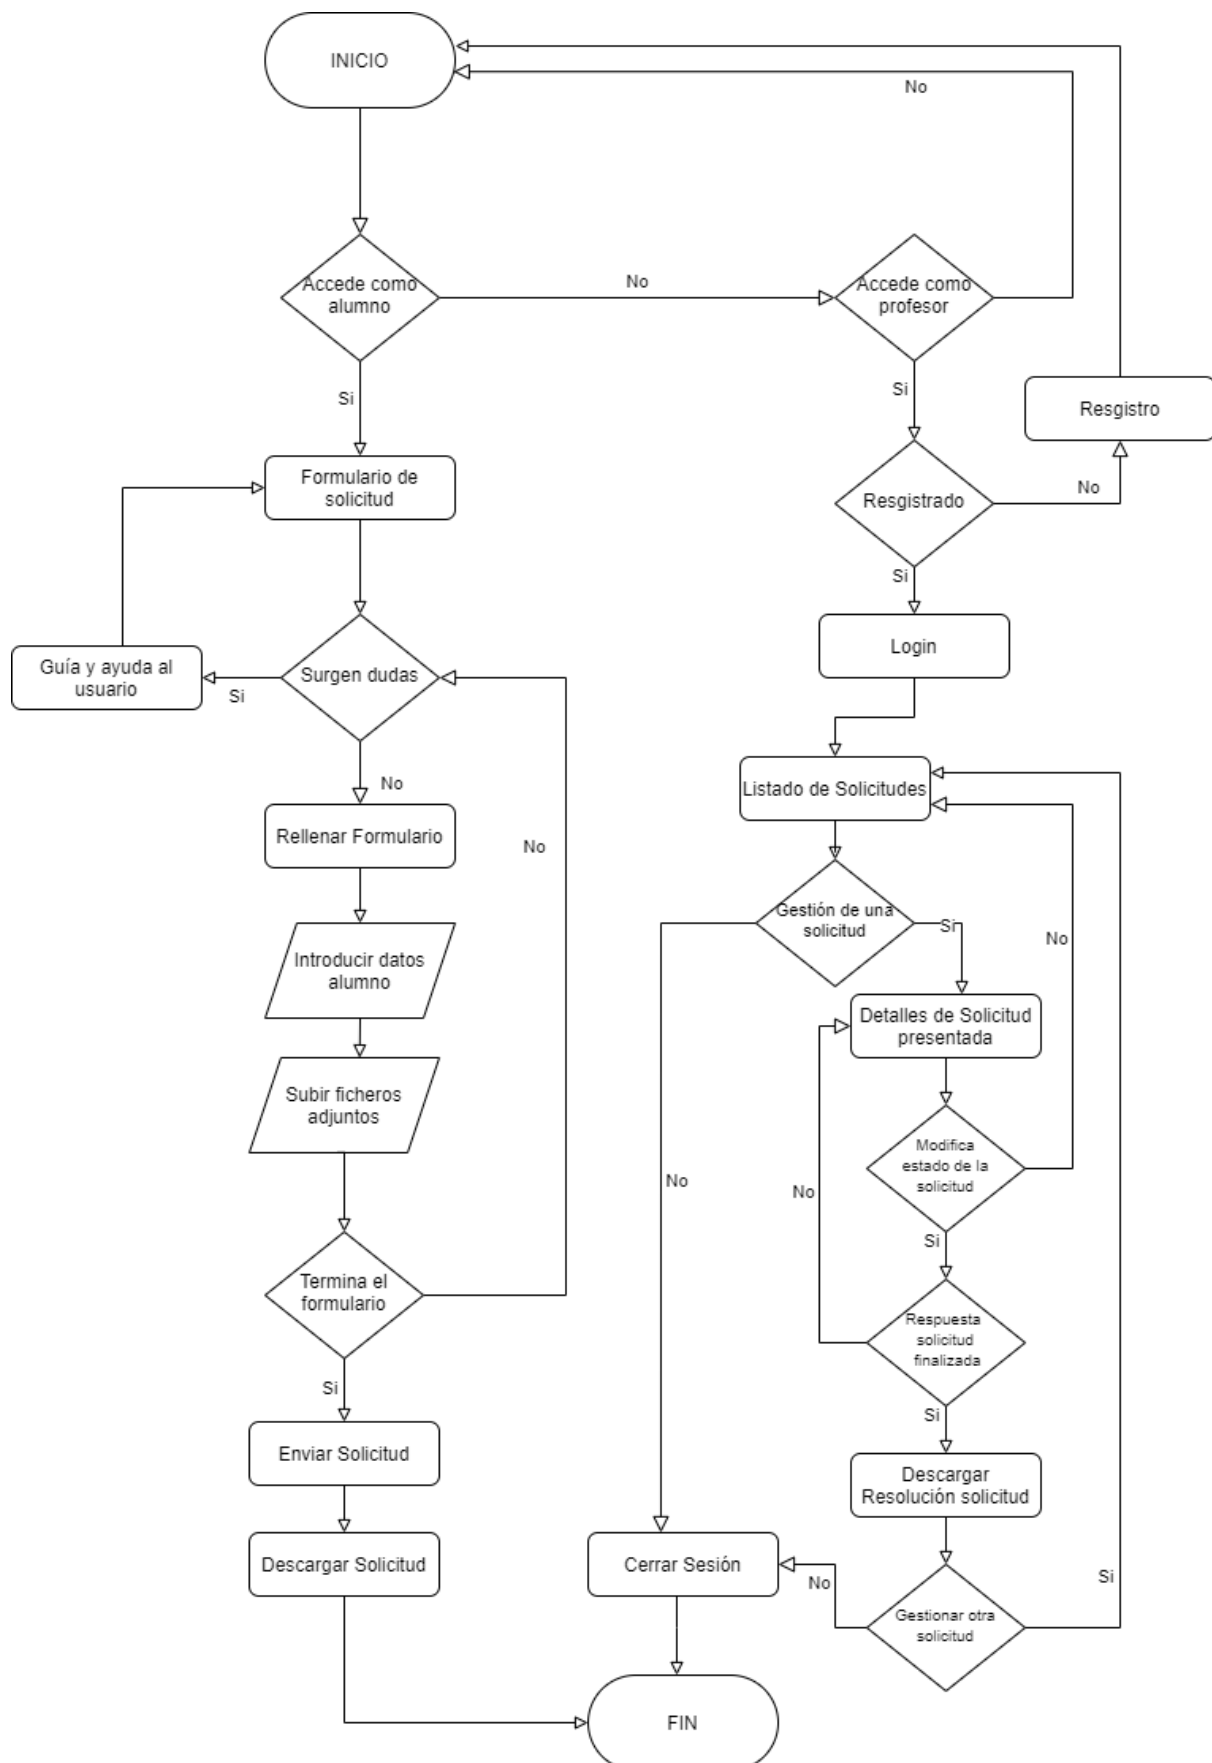 INICIO
No
Accede como
alumno
No
Accede como
profesor
Si
Si
Resgistro
Formulario de
solicitud
Resgistrado
No
Si
Guía y ayuda al
usuario
Si
Surgen dudas
Login
No
Listado de Solicitudes
Rellenar Formulario
No
Gestión de una
solicitud
Si
No
Introducir datos
alumno
Detalles de Solicitud
presentada
Subir ficheros
adjuntos
Modifica
estado de la
solicitud
No
No
Si
Termina el
formulario
Respuesta
solicitud
finalizada
Si
Si
Enviar Solicitud
Descargar
Resolución solicitud
Descargar Solicitud
Cerrar Sesión
No
Si
Gestionar otra
solicitud
FIN